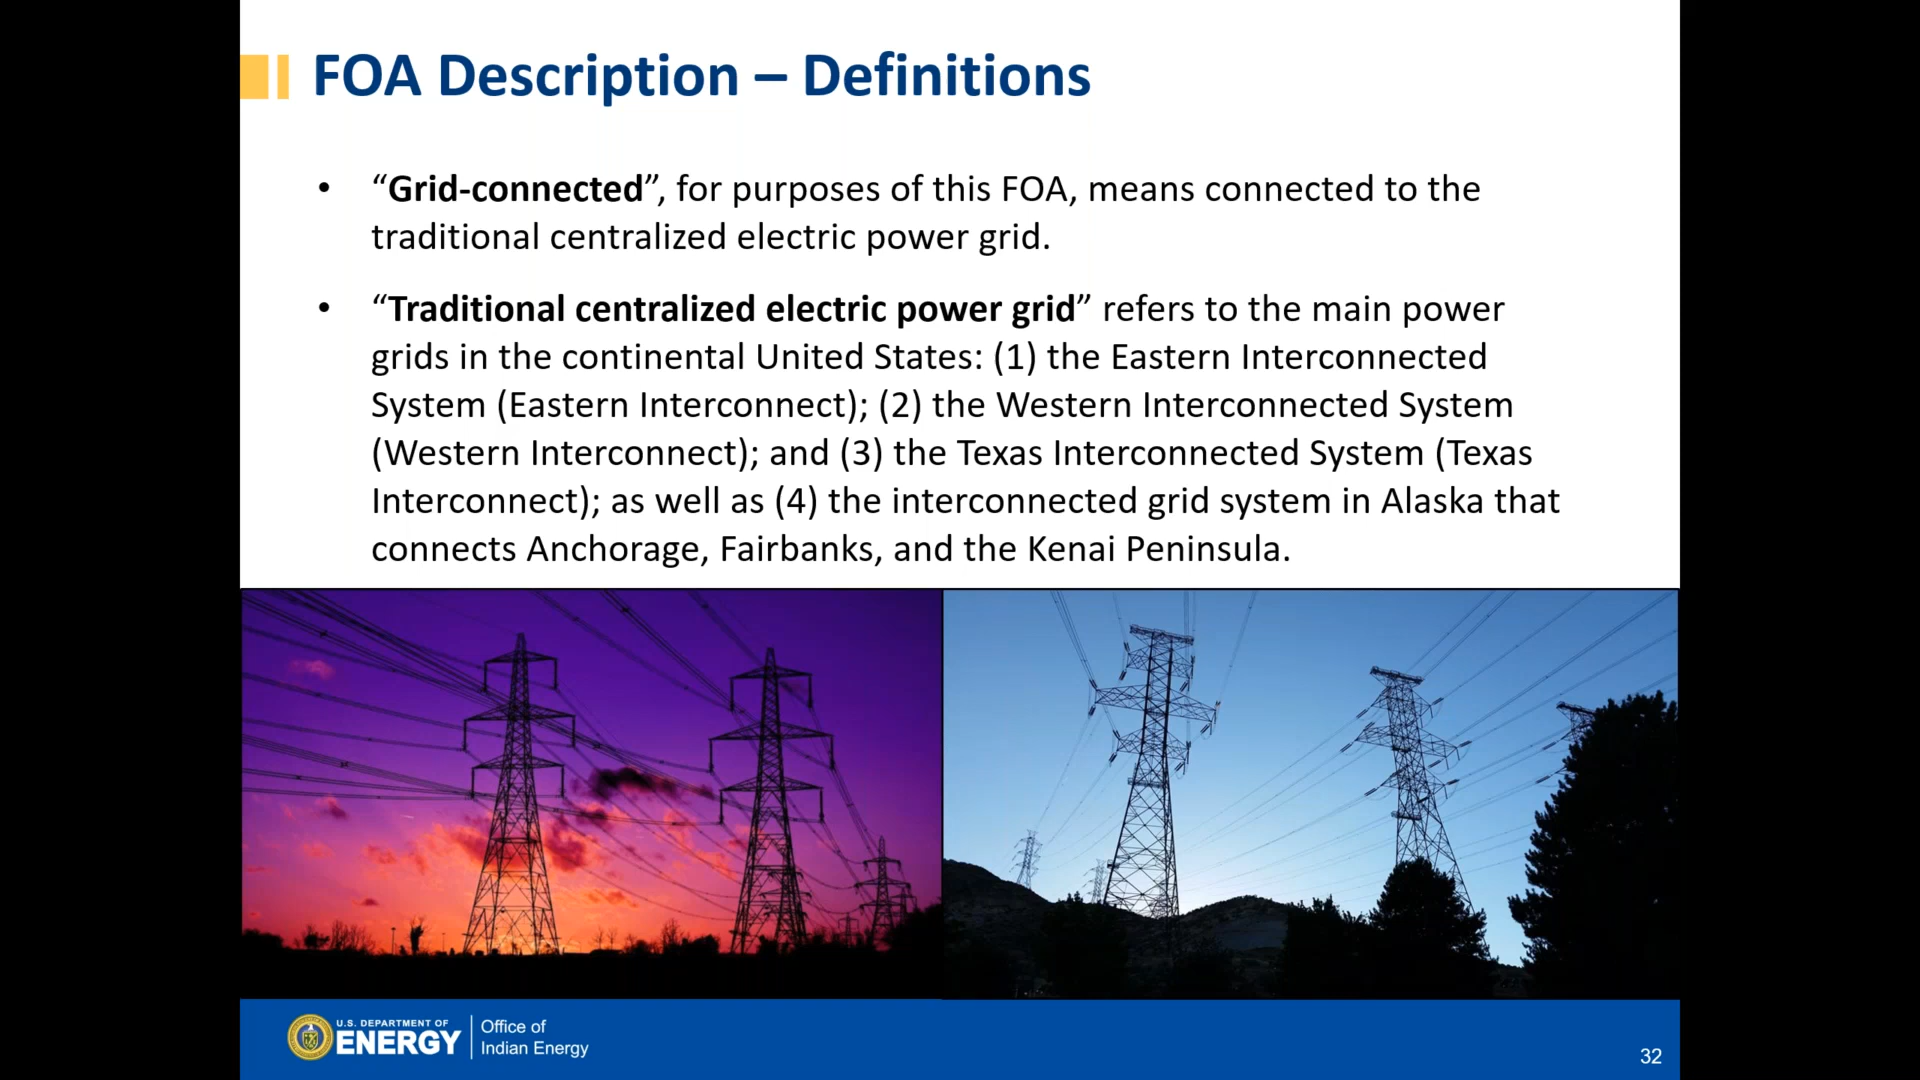 FOA Description – Definitions
• “Grid-connected”, for purposes of this FOA, means connected to the
traditional centralized electric power grid.
• “Traditional centralized electric power grid” refers to the main power
grids in the continental United States: (1) the Eastern Interconnected
System (Eastern Interconnect); (2) the Western Interconnected System
(Western Interconnect); and (3) the Texas Interconnected System (Texas
Interconnect); as well as (4) the interconnected grid system in Alaska that
connects Anchorage, Fairbanks, and the Kenai Peninsula.
U.S. DEPARTMENT OF
ENERGY
Office of
Indian Energy
32